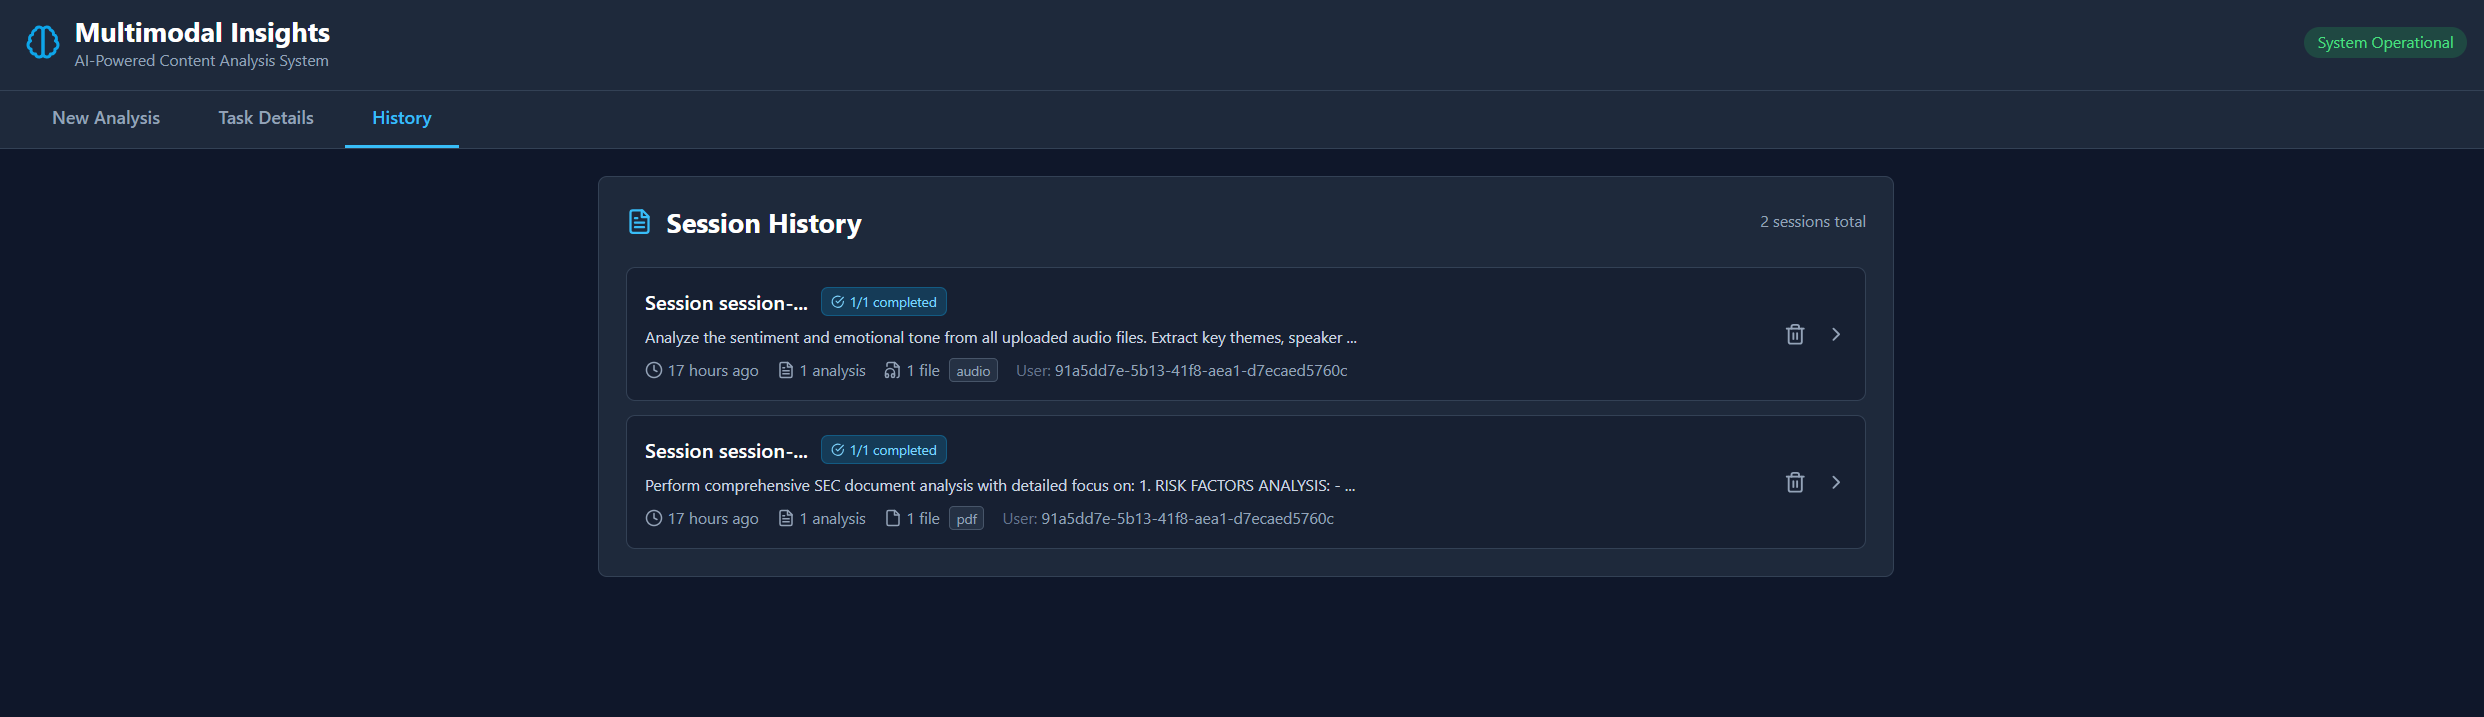 Multimodal Insights
AI-Powered Content Analysis System
System Operational
New Analysis
Task Details
History
Session History
2 sessions total
Session session-...
1/1 completed
Analyze the sentiment and emotional tone from all uploaded audio files. Extract key themes, speaker ...
17 hours ago 1 analysis 1 file audio User: 91a5dd7e-5b13-41f8-aea1-d7ecaed5760c
Session session-...
1/1 completed
Perform comprehensive SEC document analysis with detailed focus on: 1. RISK FACTORS ANALYSIS: - ...
17 hours ago 1 analysis 1 file pdf User: 91a5dd7e-5b13-41f8-aea1-d7ecaed5760c